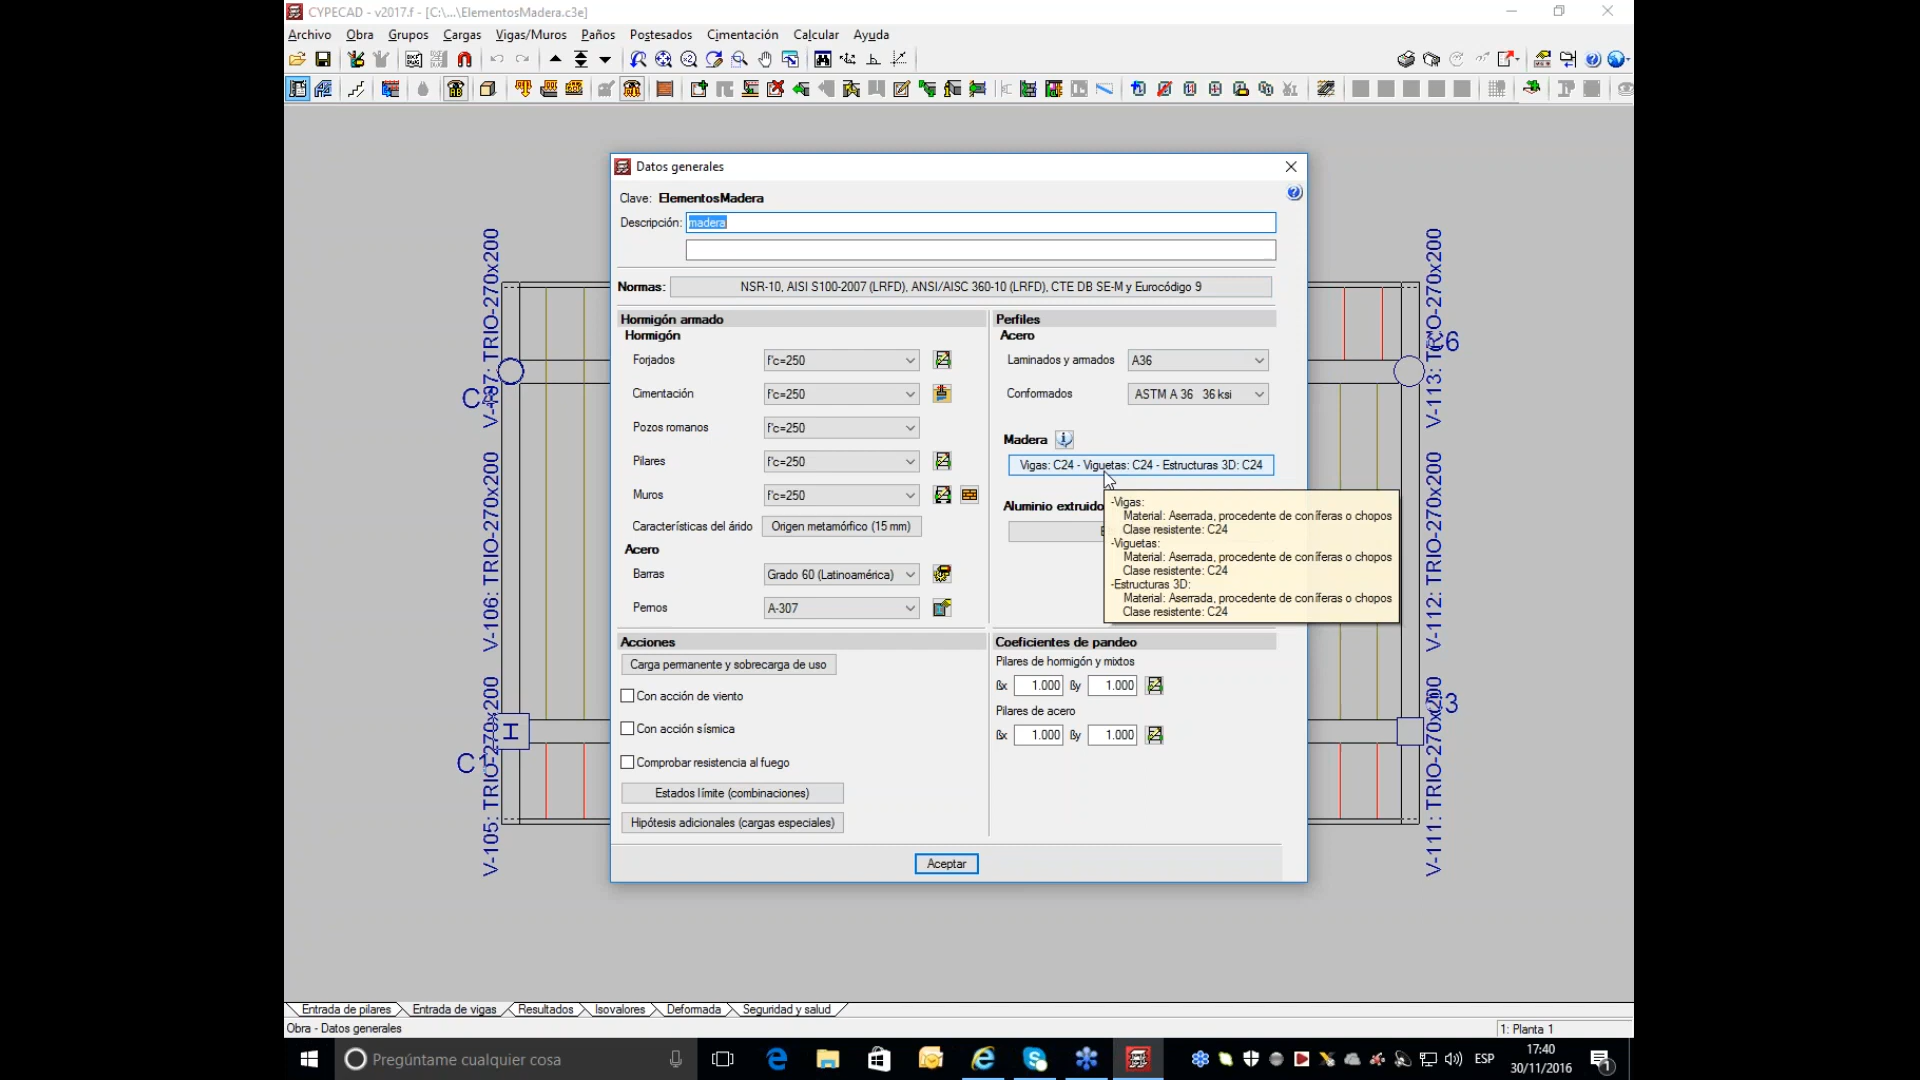 CYPECAD - v2017.f - [C:\...\ElementosMadera.c3e]
Archivo Obra Grupos Cargas Vigas/Muros Paños Postesados Cimentación Calcular Ayuda
Datos generales
Clave: ElementosMadera
Descripción: madera
Normas: NSR-10, AISI S100-2007 (LRFD), ANSI/AISC 360-10 (LRFD), CTE DB SE-M y Eurocódigo 9
Hormigón armado
Hormigón
Forjados f'c=250
Cimentación f'c=250
Pozos romanos f'c=250
Pilares f'c=250
Muros f'c=250
Características del árido Origen metamórfico (15 mm)
Acero
Barras Grado 60 (Latinoamérica)
Pernos A-307
Perfiles
Acero
Laminados y armados A36
Conformados ASTM A 36 36 ksi
Madera
Vigas: C24 - Viguetas: C24 - Estructuras 3D: C24
Aluminio extruido
-Vigas:
Material: Aserrada, procedente de coníferas o chopos
Clase resistente: C24
-Viguetas:
Material: Aserrada, procedente de coníferas o chopos
Clase resistente: C24
-Estructuras 3D:
Material: Aserrada, procedente de coníferas o chopos
Clase resistente: C24
Acciones
Carga permanente y sobrecarga de uso
Con acción de viento
Con acción sísmica
Comprobar resistencia al fuego
Estados límite (combinaciones)
Hipótesis adicionales (cargas especiales)
Coeficientes de pandeo
Pilares de hormigón y mixtos
ßx 1.000 ßy 1.000
Pilares de acero
ßx 1.000 ßy 1.000
Aceptar
V-107: TRIO-270x200
V-106: TRIO-270x200
V-105: TRIO-270x200
C1
V-113: TRIO-270x200
V-112: TRIO-270x200
V-111: TRIO-270x200
C6
C3
Entrada de pilares Entrada de vigas Resultados Isovalores Deformada Seguridad y salud
Obra - Datos generales
1: Planta 1
Pregúntame cualquier cosa
ESP
17:40
30/11/2016
1